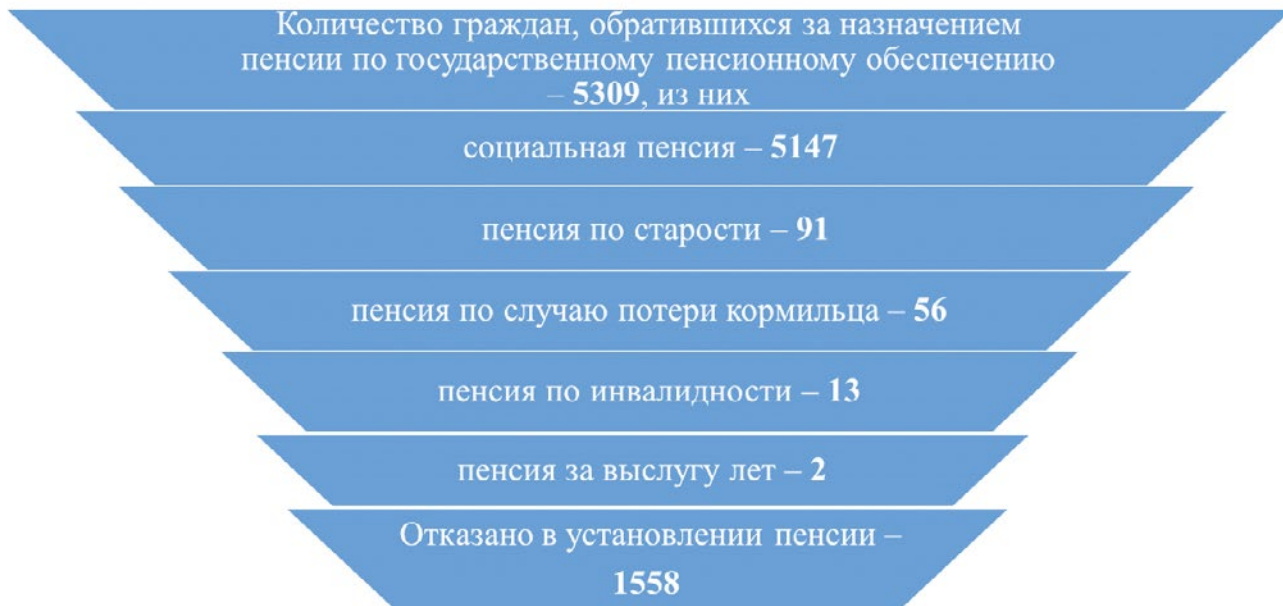 Количество граждан, обратившихся за назначением
пенсии по государственному пенсионному обеспечению
– 5309, из них
социальная пенсия – 5147
пенсия по старости – 91
пенсия по случаю потери кормильца – 56
пенсия по инвалидности – 13
пенсия за выслугу лет – 2
Отказано в установлении пенсии –
1558